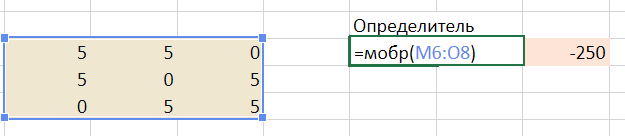 Определитель
5 5 0 =мобр(M6:O8) -250
5 0 5
0 5 5